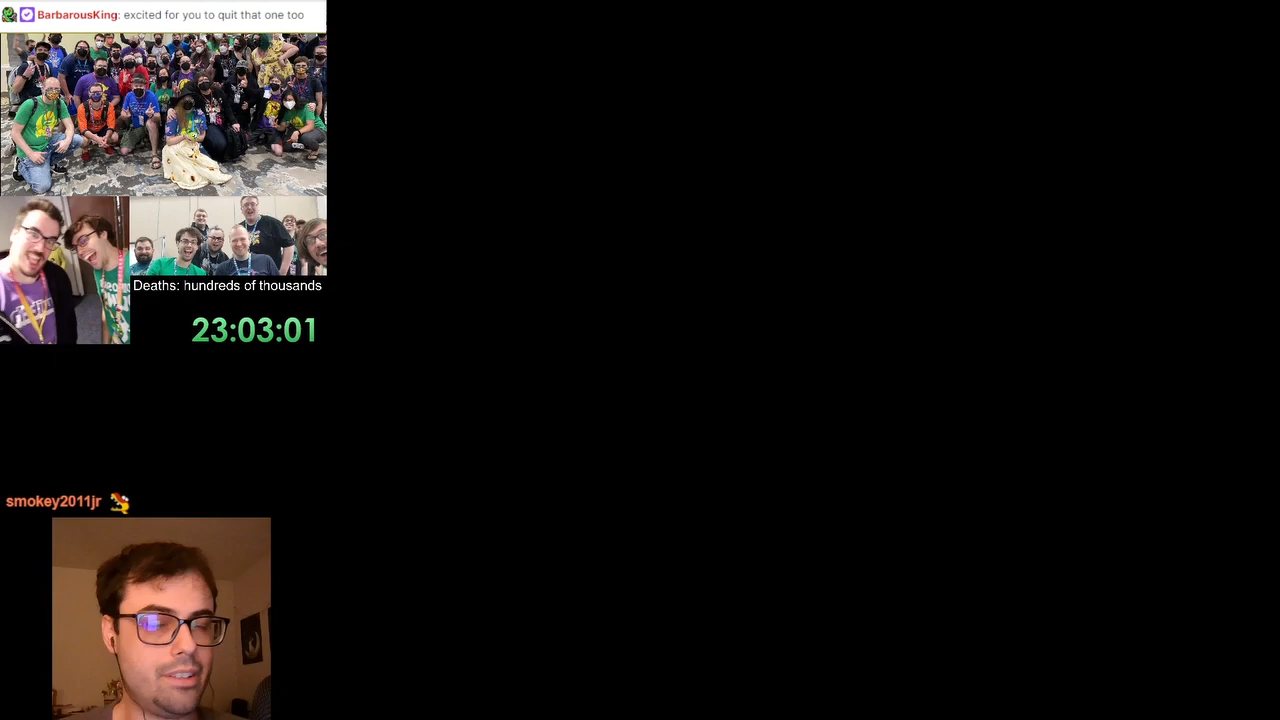 BarbarousKing: excited for you to quit that one too
Deaths: hundreds of thousands
23:03:01
smokey2011jr